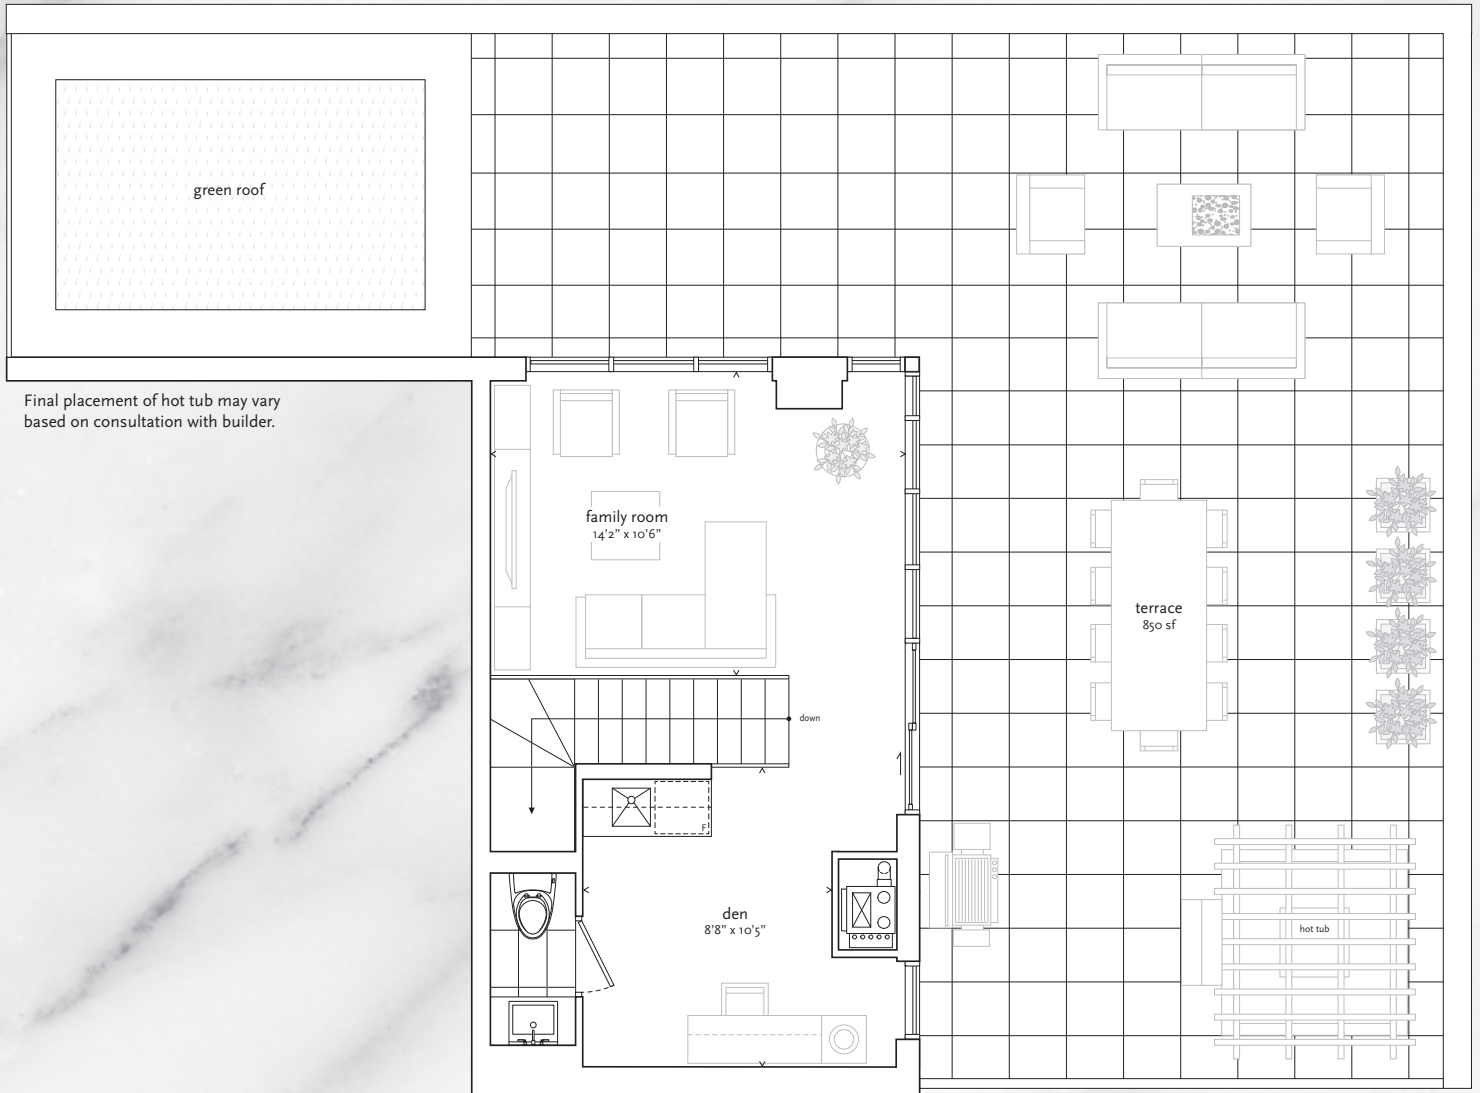 green roof
Final placement of hot tub may vary
based on consultation with builder.
family room
14'2” x 10'6”
terrace
850 sf
down
F
den
8'8” x 10'5”
hot tub